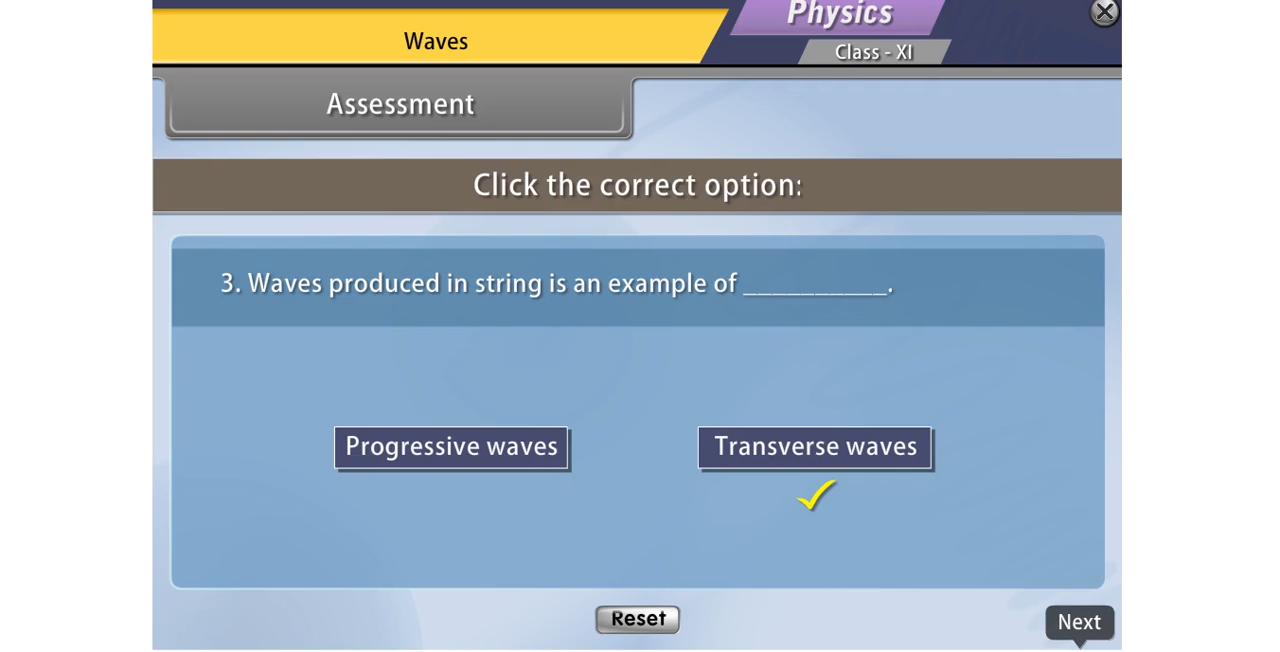 Physics
Waves
Class - XI
Assessment
Click the correct option:
3. Waves produced in string is an example of __________.
Progressive waves
Transverse waves
Reset
Next